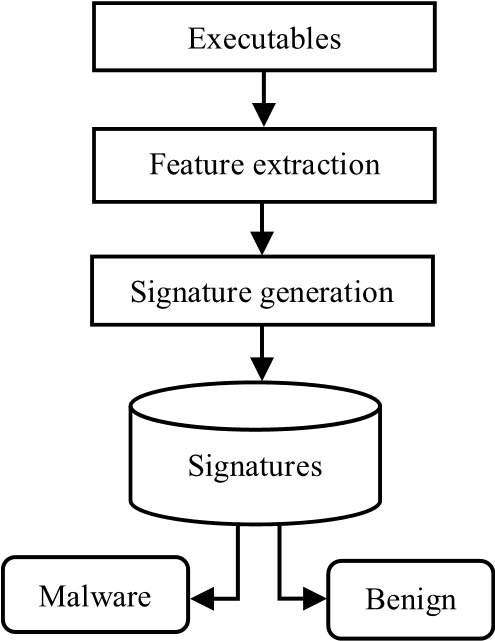 Executables
Feature extraction
Signature generation
Signatures
Malware
Benign